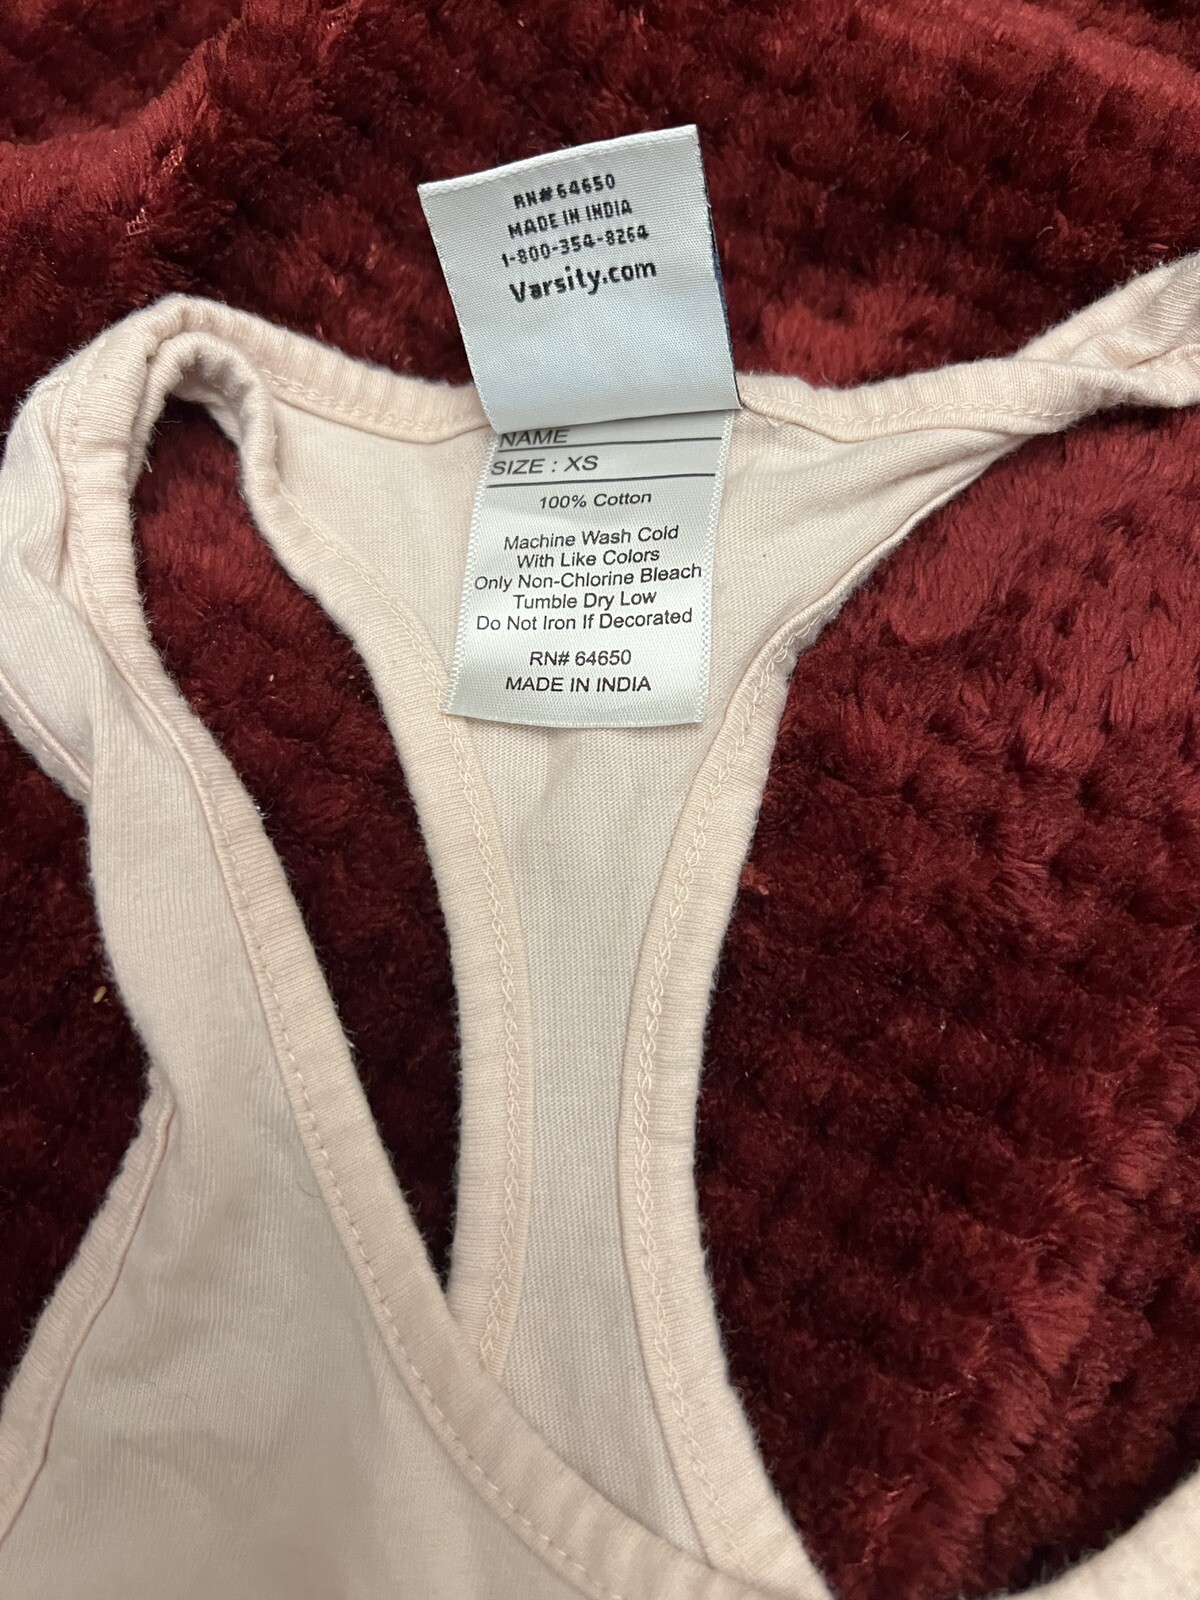 RN#64650
MADE IN INDIA
1-800-354-8264
Varsity.com
NAME
SIZE : XS
100% Cotton
Machine Wash Cold
With Like Colors
Only Non-Chlorine Bleach
Tumble Dry Low
Do Not Iron If Decorated
RN# 64650
MADE IN INDIA